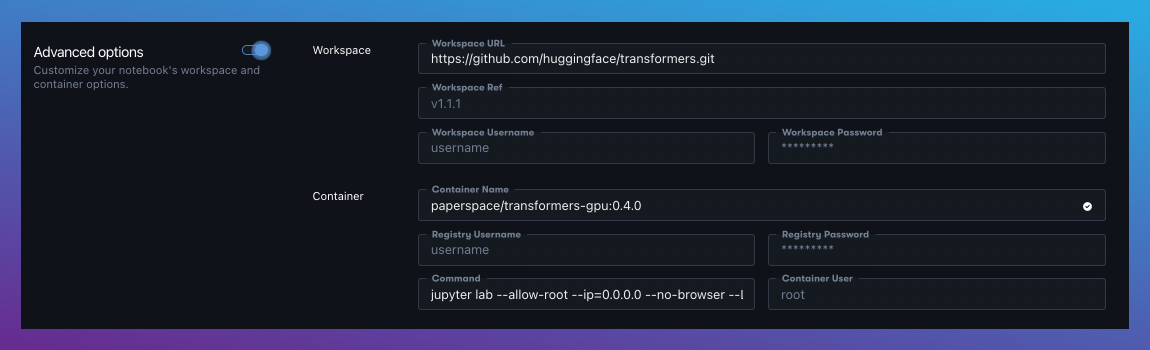 Advanced options
Customize your notebook's workspace and
container options.
Workspace
Workspace URL
https://github.com/huggingface/transformers.git
Workspace Ref
v1.1.1
Workspace Username
username
Workspace Password
*********
Container
Container Name
paperspace/transformers-gpu:0.4.0
Registry Username
username
Registry Password
*********
Command
jupyter lab --allow-root --ip=0.0.0.0 --no-browser --
Container User
root